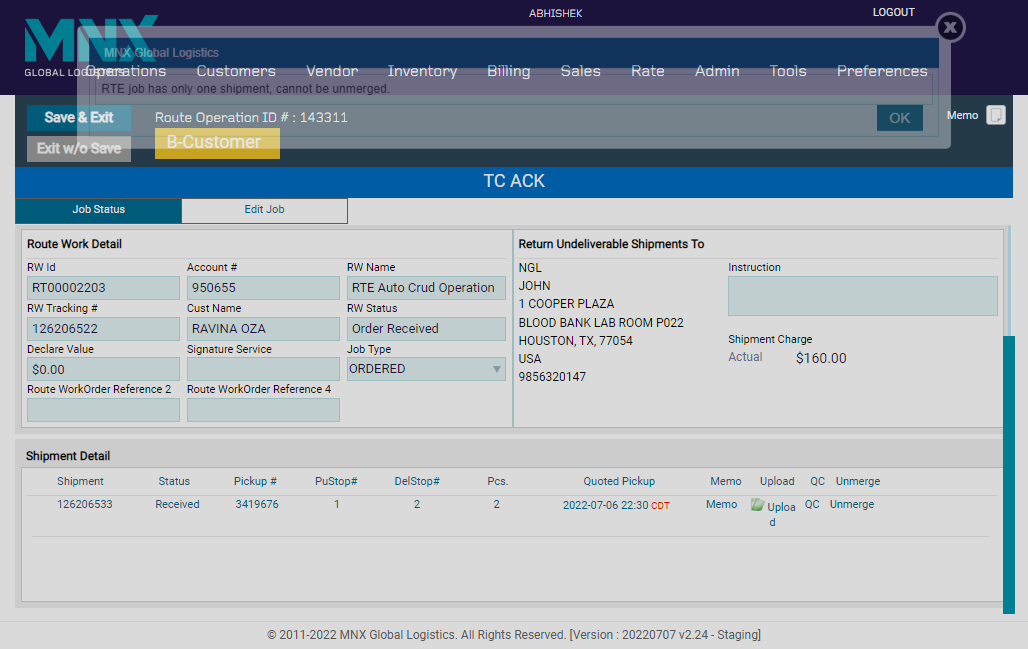 ABHISHEK
LOGOUT
MNX
GLOBAL LOGISTICS
MNX Global Logistics
Operations Customers Vendor Inventory Billing Sales Rate Admin Tools Preferences
RTE job has only one shipment, cannot be unmerged.
OK
Save & Exit
Route Operation ID # : 143311
Memo
Exit w/o Save
B-Customer
TC ACK
Job Status Edit Job
Route Work Detail
RW Id Account # RW Name
RT00002203 950655 RTE Auto Crud Operation
RW Tracking # Cust Name RW Status
126206522 RAVINA OZA Order Received
Declare Value Signature Service Job Type
$0.00 ORDERED
Route WorkOrder Reference 2 Route WorkOrder Reference 4
Return Undeliverable Shipments To
NGL
JOHN
1 COOPER PLAZA
BLOOD BANK LAB ROOM P022
HOUSTON, TX, 77054
USA
9856320147
Instruction
Shipment Charge
Actual $160.00
Shipment Detail
Shipment Status Pickup # PuStop# DelStop# Pcs. Quoted Pickup Memo Upload QC Unmerge
126206533 Received 3419676 1 2 2 2022-07-06 22:30 CDT Memo Uploa QC Unmerge
d
© 2011-2022 MNX Global Logistics. All Rights Reserved. [Version : 20220707 v2.24 - Staging]